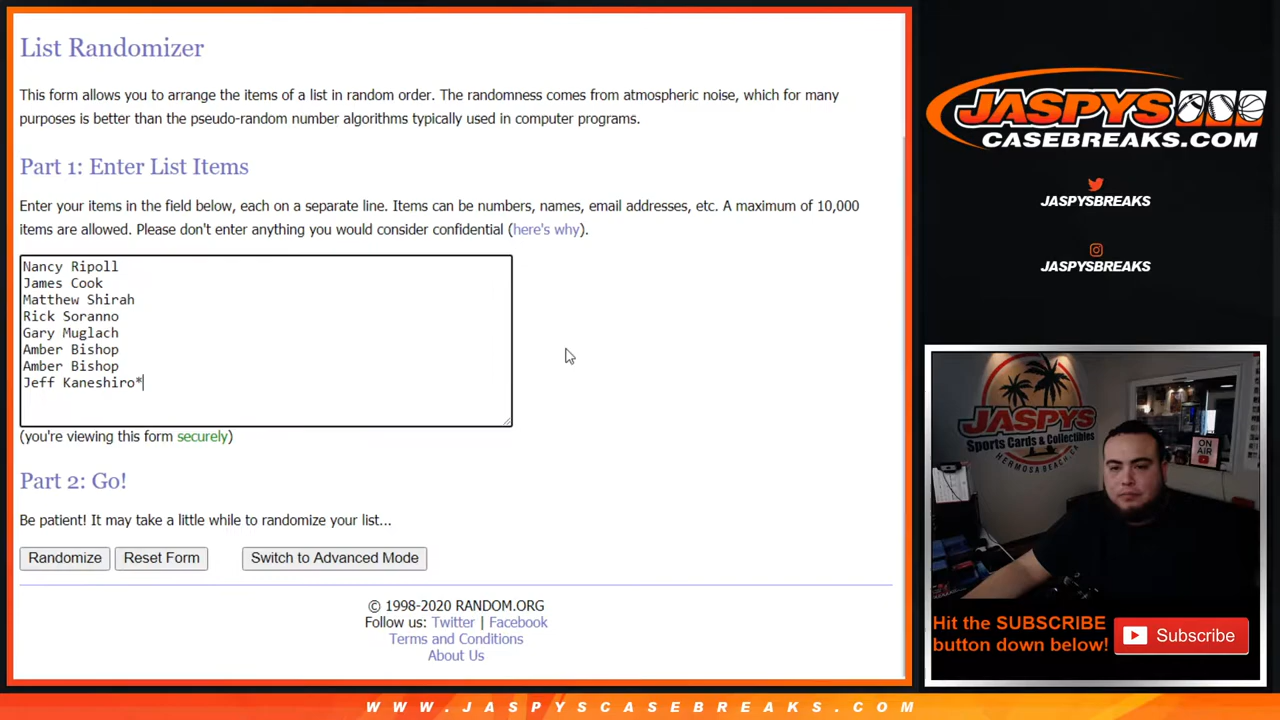 List Randomizer
This form allows you to arrange the items of a list in random order. The randomness comes from atmospheric noise, which for many
purposes is better than the pseudo-random number algorithms typically used in computer programs.
Part 1: Enter List Items
Enter your items in the field below, each on a separate line. Items can be numbers, names, email addresses, etc. A maximum of 10,000
items are allowed. Please don't enter anything you would consider confidential (here's why).
Nancy Ripoll
James Cook
Matthew Shirah
Rick Soranno
Gary Muglach
Amber Bishop
Amber Bishop
Jeff Kaneshiro*
(you're viewing this form securely)
Part 2: Go!
Be patient! It may take a little while to randomize your list...
Randomize Reset Form Switch to Advanced Mode
© 1998-2020 RANDOM.ORG
Follow us: Twitter | Facebook
Terms and Conditions
About Us
JASPYS
CASEBREAKS.COM
JASPYSBREAKS
JASPYSBREAKS
JASPYS
Sports Cards & Collectibles
HERMOSA BEACH, CA
ON AIR
Hit the SUBSCRIBE
button down below!
Subscribe
WWW.JASPYSCASEBREAKS.COM